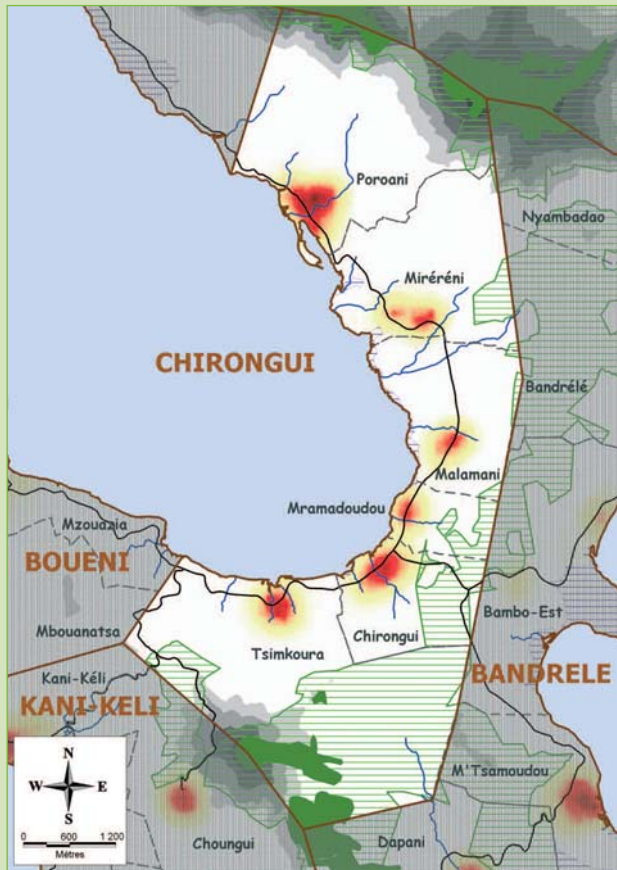 Poroani
Nyambadao
Miréréni
CHIRONGUI
Bandrélé
Malamani
Mramadoudou
Mzouazia
BOUENI
Mbouanatsa
Chirongui
Bambo-Est
Tsimkoura
BANDRELE
Kani-Kéli
KANI-KELI
N
W E
S
0 600 1 200
Mètres
M'Tsamoudou
Choungui
Dapani